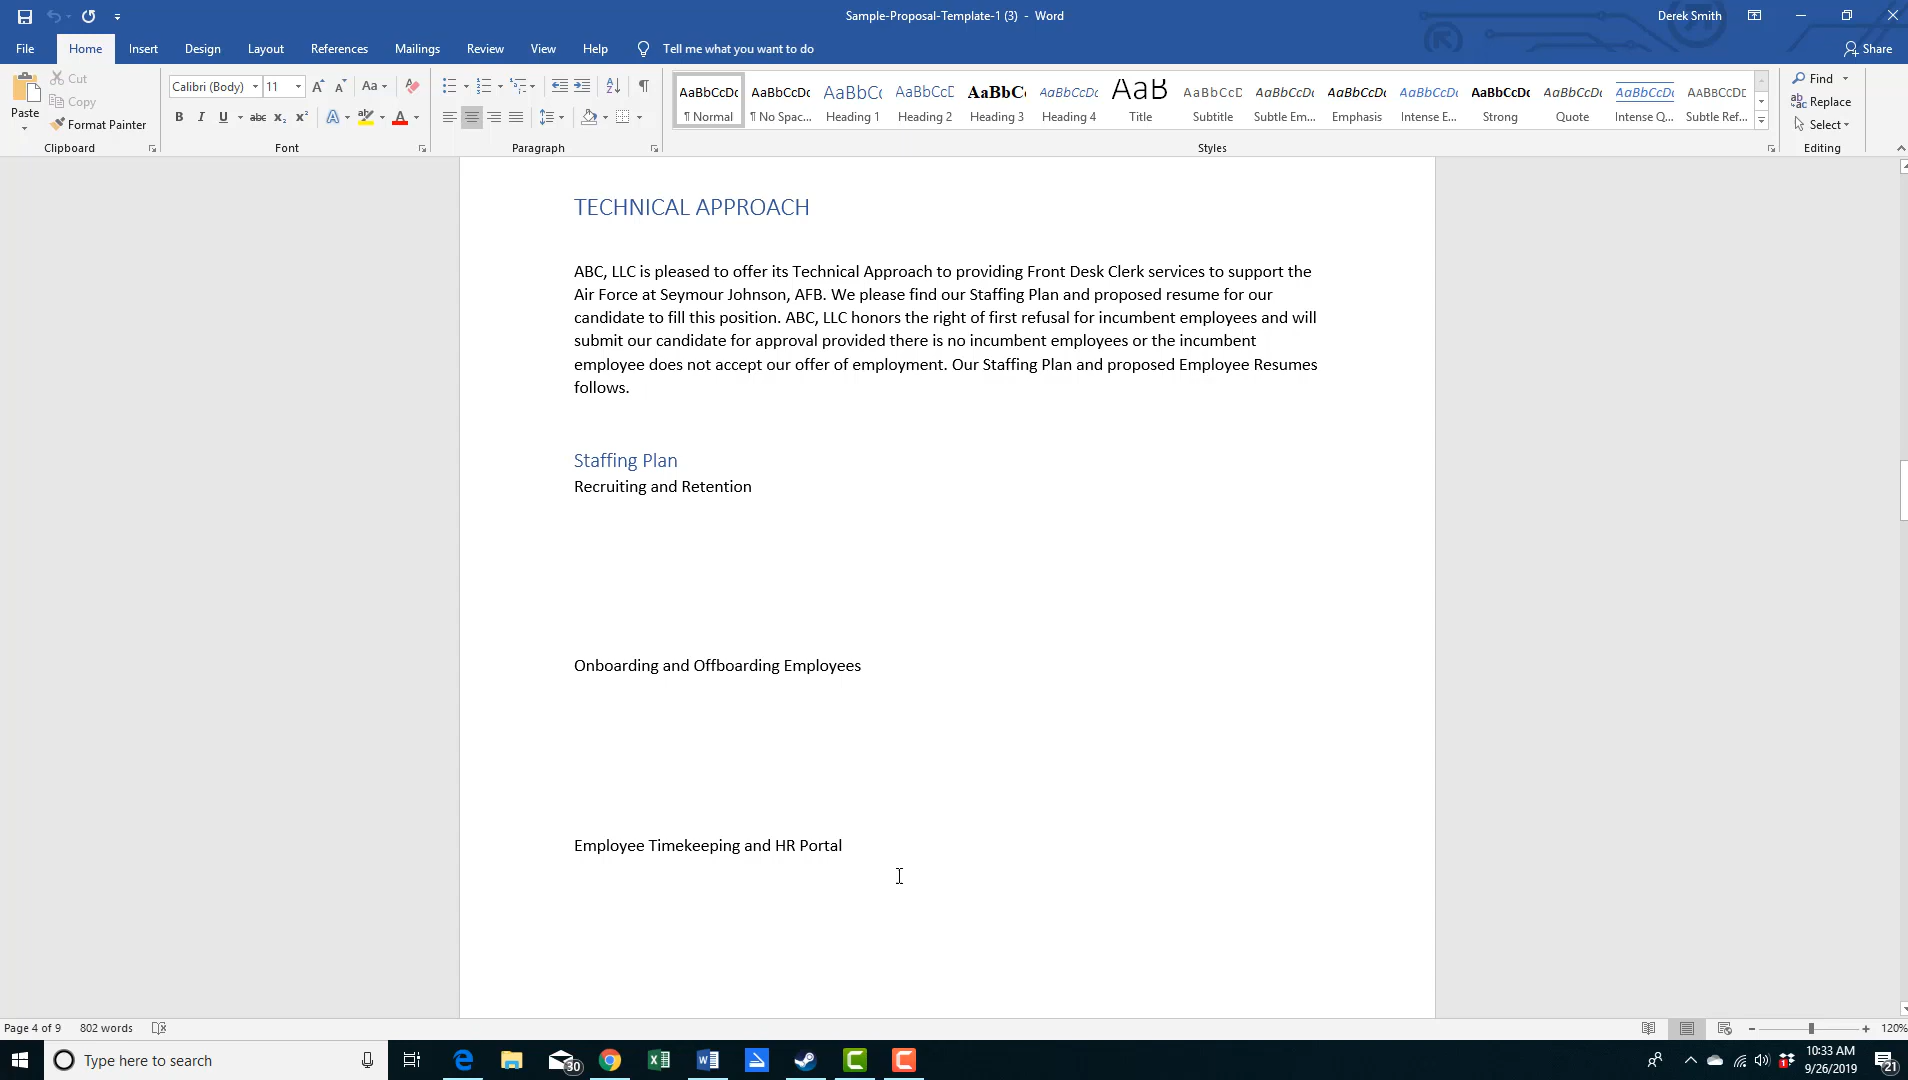 Sample-Proposal-Template-1 (3) - Word
Derek Smith
File Home Insert Design Layout References Mailings Review View Help Tell me what you want to do Share
Paste
Cut
Copy
Format Painter
Clipboard
Calibri (Body) 11
Aa
B I U abc x₂ x² A A
Font
Paragraph
AaBbCcDc AaBbCcDc AaBbCc AaBbCcD AaBbC AaBbCcDc AaB AaBbCcD AaBbCcDc AaBbCcDc AaBbCcDc AaBbCcDc AaBbCcDc AaBbCcDc AABBCCDD
¶ Normal ¶ No Spac... Heading 1 Heading 2 Heading 3 Heading 4 Title Subtitle Subtle Em... Emphasis Intense E... Strong Quote Intense Q... Subtle Ref...
Styles
Find
Replace
Select
Editing
TECHNICAL APPROACH
ABC, LLC is pleased to offer its Technical Approach to providing Front Desk Clerk services to support the
Air Force at Seymour Johnson, AFB. We please find our Staffing Plan and proposed resume for our
candidate to fill this position. ABC, LLC honors the right of first refusal for incumbent employees and will
submit our candidate for approval provided there is no incumbent employees or the incumbent
employee does not accept our offer of employment. Our Staffing Plan and proposed Employee Resumes
follows.
Staffing Plan
Recruiting and Retention
Onboarding and Offboarding Employees
Employee Timekeeping and HR Portal
Page 4 of 9 802 words
120%
Type here to search
30
10:33 AM
9/26/2019
21